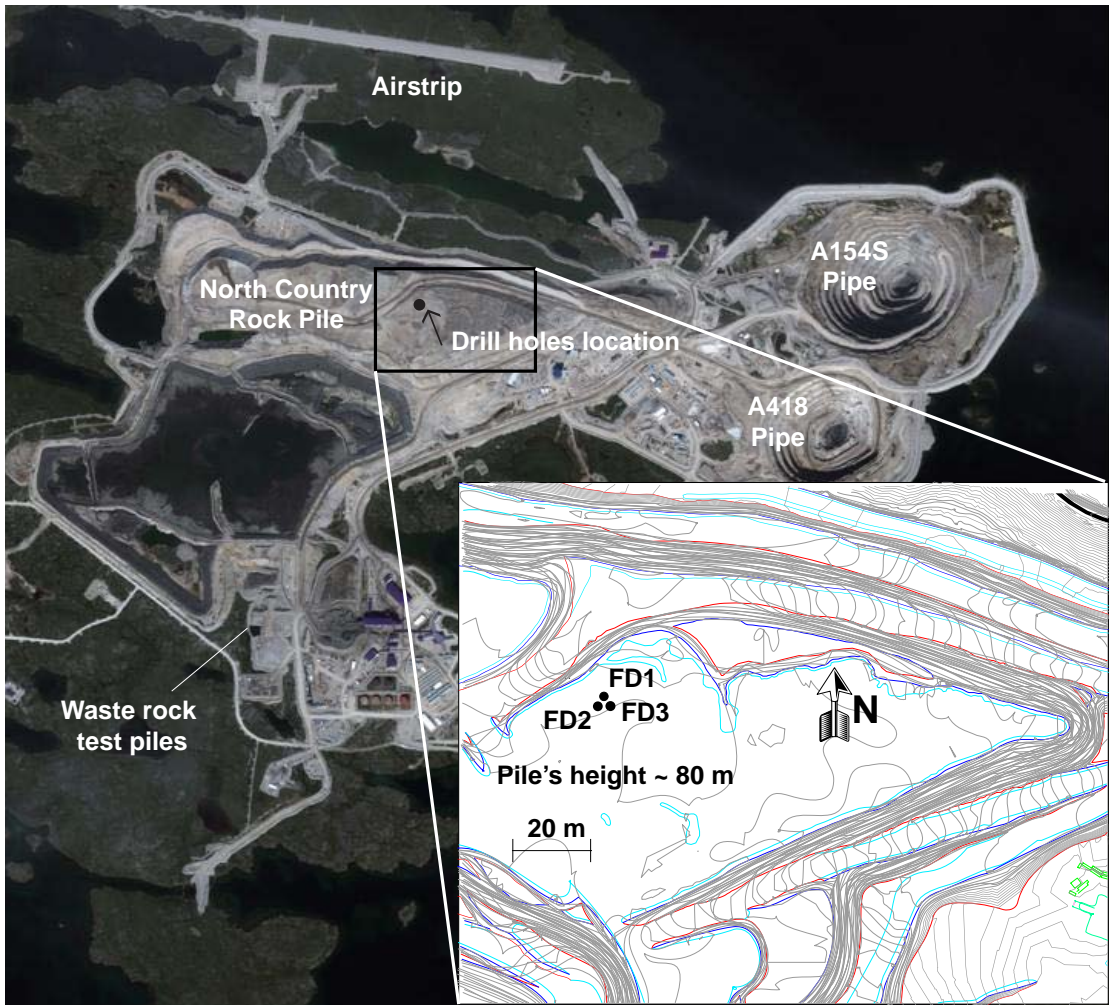 Airstrip
A154S
Pipe
North Country
Rock Pile
Drill holes location
A418
Pipe
FD1
FD2
FD3
N
Waste rock
test piles
Pile's height ~ 80 m
20 m